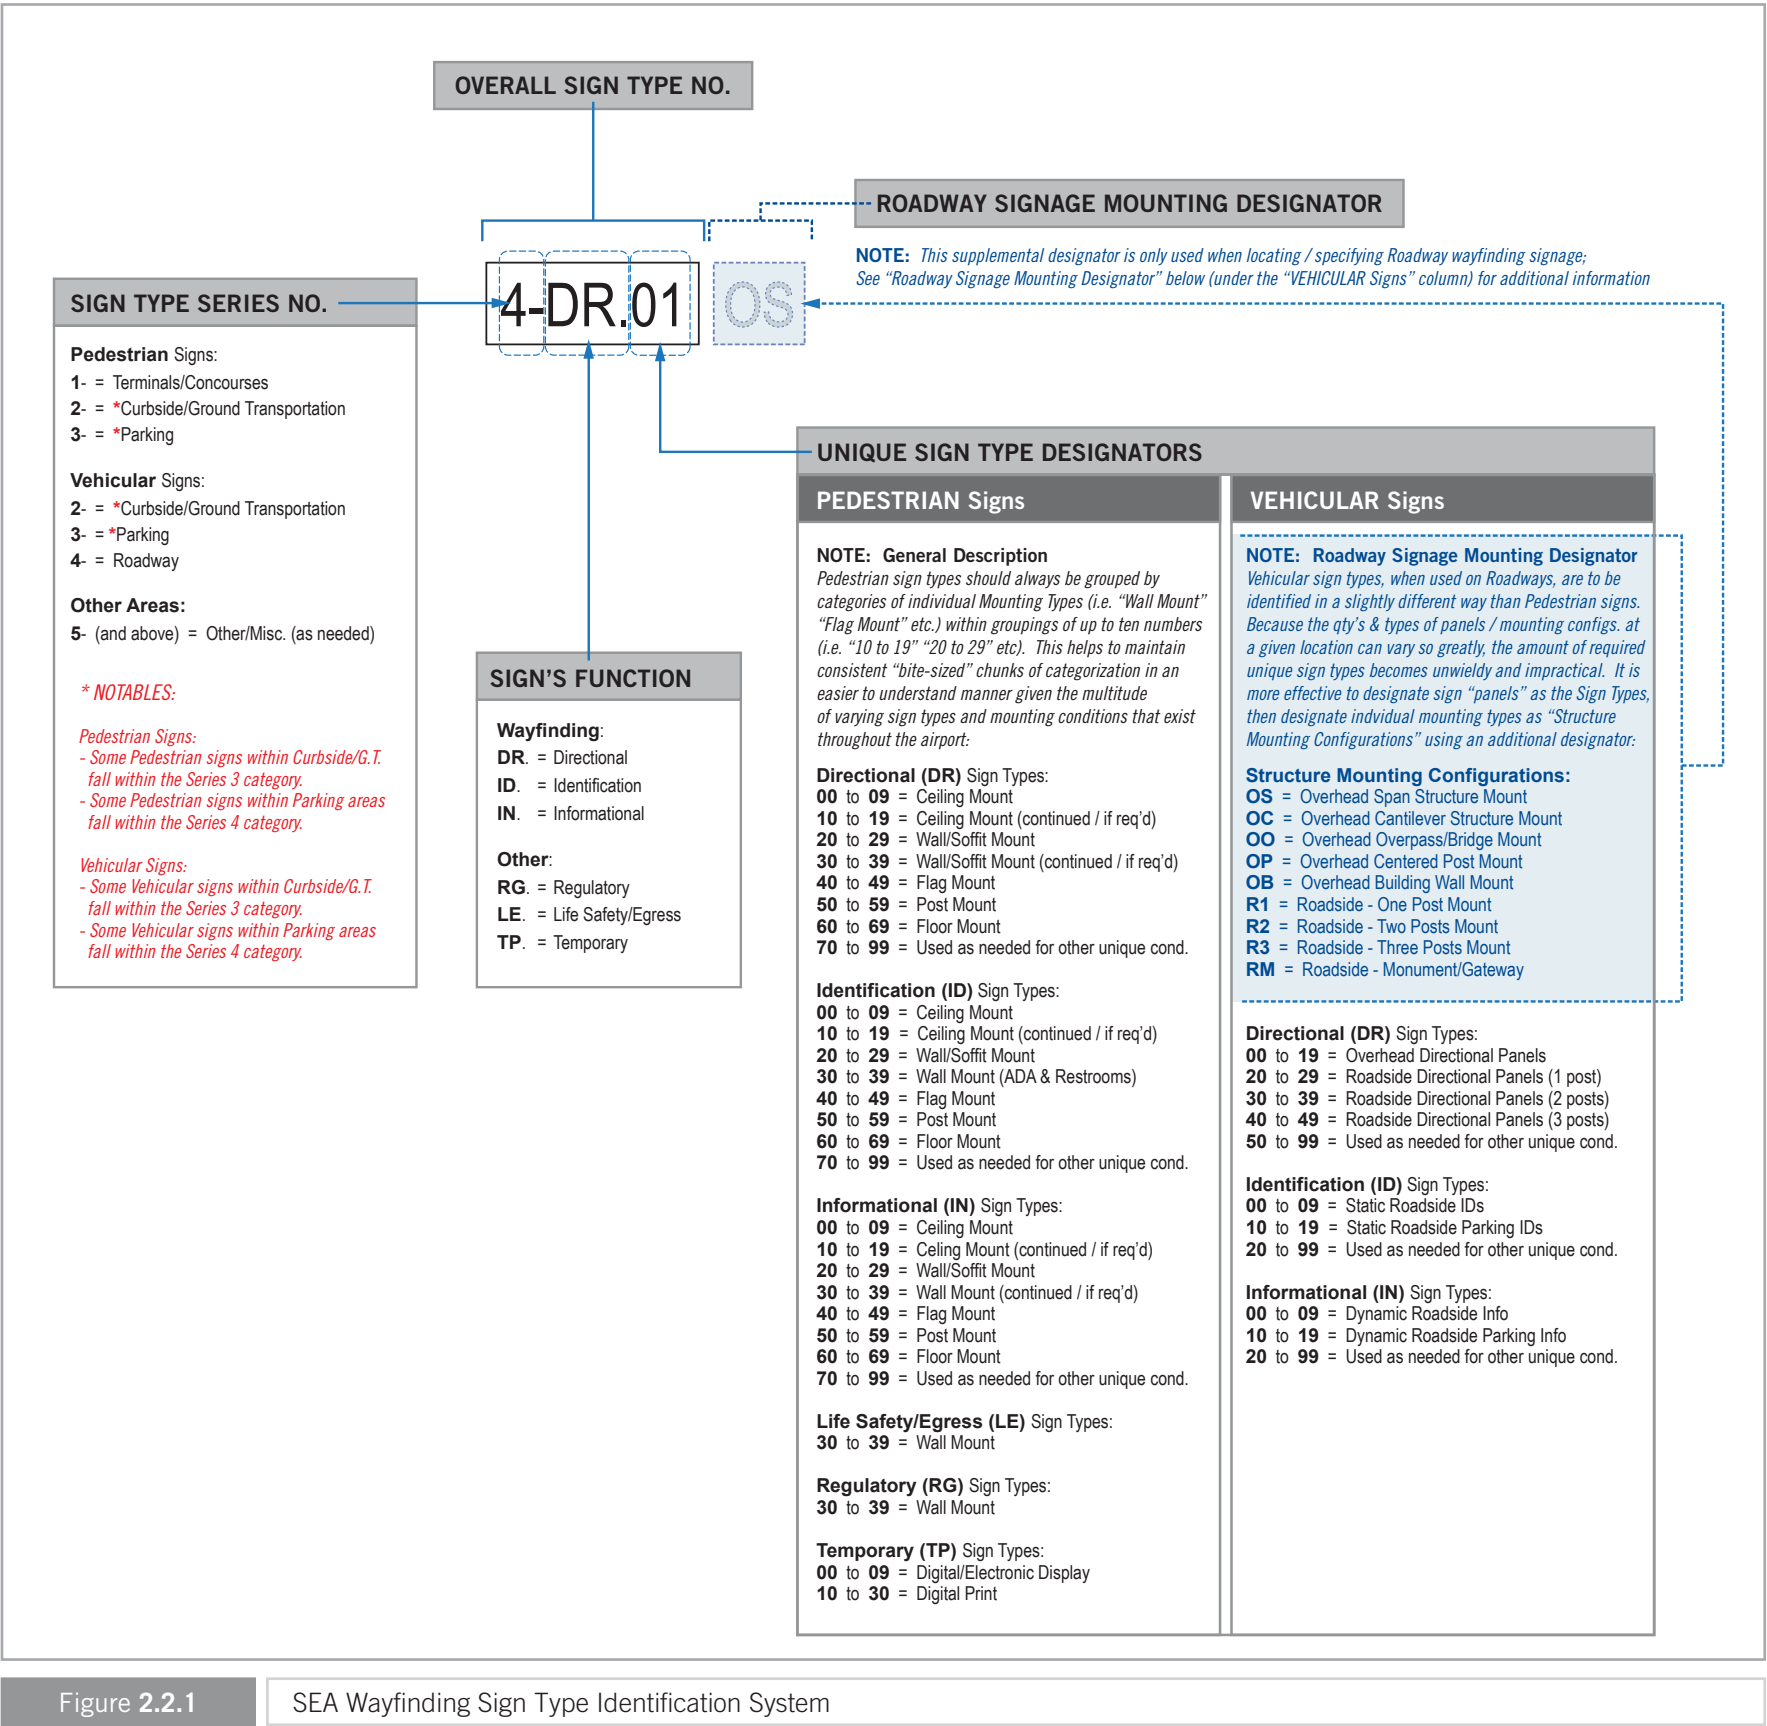 OVERALL SIGN TYPE NO.
ROADWAY SIGNAGE MOUNTING DESIGNATOR
NOTE: This supplemental designator is only used when locating / specifying Roadway wayfinding signage;
See “Roadway Signage Mounting Designator” below (under the “VEHICULAR Signs” column) for additional information
4-DR.01
OS
SIGN TYPE SERIES NO.
Pedestrian Signs:
1- = Terminals/Concourses
2- = *Curbside/Ground Transportation
3- = *Parking
Vehicular Signs:
2- = *Curbside/Ground Transportation
3- = *Parking
4- = Roadway
Other Areas:
5- (and above) = Other/Misc. (as needed)
* NOTABLES:
Pedestrian Signs:
- Some Pedestrian signs within Curbside/G.T.
fall within the Series 3 category.
- Some Pedestrian signs within Parking areas
fall within the Series 4 category.
Vehicular Signs:
- Some Vehicular signs within Curbside/G.T.
fall within the Series 3 category.
- Some Vehicular signs within Parking areas
fall within the Series 4 category.
SIGN’S FUNCTION
Wayfinding:
DR. = Directional
ID. = Identification
IN. = Informational
Other:
RG. = Regulatory
LE. = Life Safety/Egress
TP. = Temporary
UNIQUE SIGN TYPE DESIGNATORS
PEDESTRIAN Signs
NOTE: General Description
Pedestrian sign types should always be grouped by
categories of individual Mounting Types (i.e. “Wall Mount”
“Flag Mount” etc.) within groupings of up to ten numbers
(i.e. “10 to 19” “20 to 29” etc). This helps to maintain
consistent “bite-sized” chunks of categorization in an
easier to understand manner given the multitude
of varying sign types and mounting conditions that exist
throughout the airport:
Directional (DR) Sign Types:
00 to 09 = Ceiling Mount
10 to 19 = Ceiling Mount (continued / if req’d)
20 to 29 = Wall/Soffit Mount
30 to 39 = Wall/Soffit Mount (continued / if req’d)
40 to 49 = Flag Mount
50 to 59 = Post Mount
60 to 69 = Floor Mount
70 to 99 = Used as needed for other unique cond.
Identification (ID) Sign Types:
00 to 09 = Ceiling Mount
10 to 19 = Ceiling Mount (continued / if req’d)
20 to 29 = Wall/Soffit Mount
30 to 39 = Wall Mount (ADA & Restrooms)
40 to 49 = Flag Mount
50 to 59 = Post Mount
60 to 69 = Floor Mount
70 to 99 = Used as needed for other unique cond.
Informational (IN) Sign Types:
00 to 09 = Ceiling Mount
10 to 19 = Celing Mount (continued / if req’d)
20 to 29 = Wall/Soffit Mount
30 to 39 = Wall Mount (continued / if req’d)
40 to 49 = Flag Mount
50 to 59 = Post Mount
60 to 69 = Floor Mount
70 to 99 = Used as needed for other unique cond.
Life Safety/Egress (LE) Sign Types:
30 to 39 = Wall Mount
Regulatory (RG) Sign Types:
30 to 39 = Wall Mount
Temporary (TP) Sign Types:
00 to 09 = Digital/Electronic Display
10 to 30 = Digital Print
VEHICULAR Signs
NOTE: Roadway Signage Mounting Designator
Vehicular sign types, when used on Roadways, are to be
identified in a slightly different way than Pedestrian signs.
Because the qty’s & types of panels / mounting configs. at
a given location can vary so greatly, the amount of required
unique sign types becomes unwieldy and impractical. It is
more effective to designate sign “panels” as the Sign Types,
then designate indvidual mounting types as “Structure
Mounting Configurations” using an additional designator:
Structure Mounting Configurations:
OS = Overhead Span Structure Mount
OC = Overhead Cantilever Structure Mount
OO = Overhead Overpass/Bridge Mount
OP = Overhead Centered Post Mount
OB = Overhead Building Wall Mount
R1 = Roadside - One Post Mount
R2 = Roadside - Two Posts Mount
R3 = Roadside - Three Posts Mount
RM = Roadside - Monument/Gateway
Directional (DR) Sign Types:
00 to 19 = Overhead Directional Panels
20 to 29 = Roadside Directional Panels (1 post)
30 to 39 = Roadside Directional Panels (2 posts)
40 to 49 = Roadside Directional Panels (3 posts)
50 to 99 = Used as needed for other unique cond.
Identification (ID) Sign Types:
00 to 09 = Static Roadside IDs
10 to 19 = Static Roadside Parking IDs
20 to 99 = Used as needed for other unique cond.
Informational (IN) Sign Types:
00 to 09 = Dynamic Roadside Info
10 to 19 = Dynamic Roadside Parking Info
20 to 99 = Used as needed for other unique cond.
Figure 2.2.1
SEA Wayfinding Sign Type Identification System